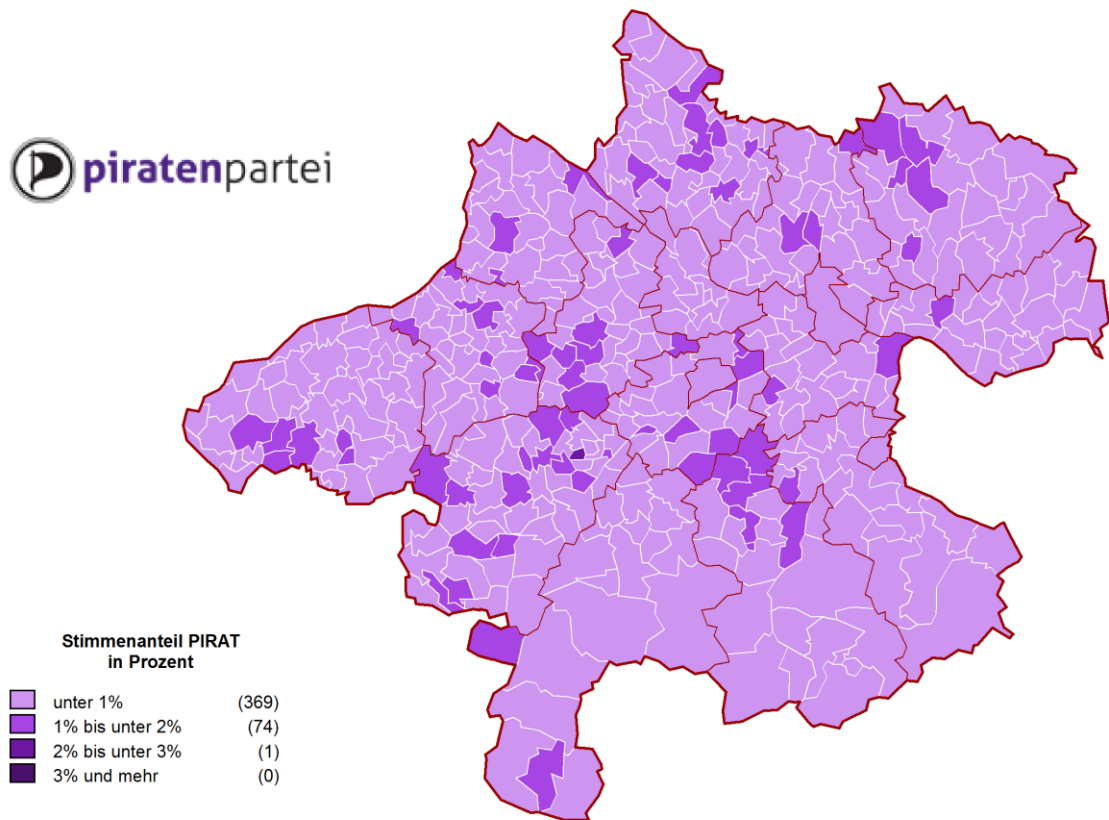 piratenpartei
Stimmenanteil PIRAT
in Prozent
unter 1% (369)
1% bis unter 2% (74)
2% bis unter 3% (1)
3% und mehr (0)